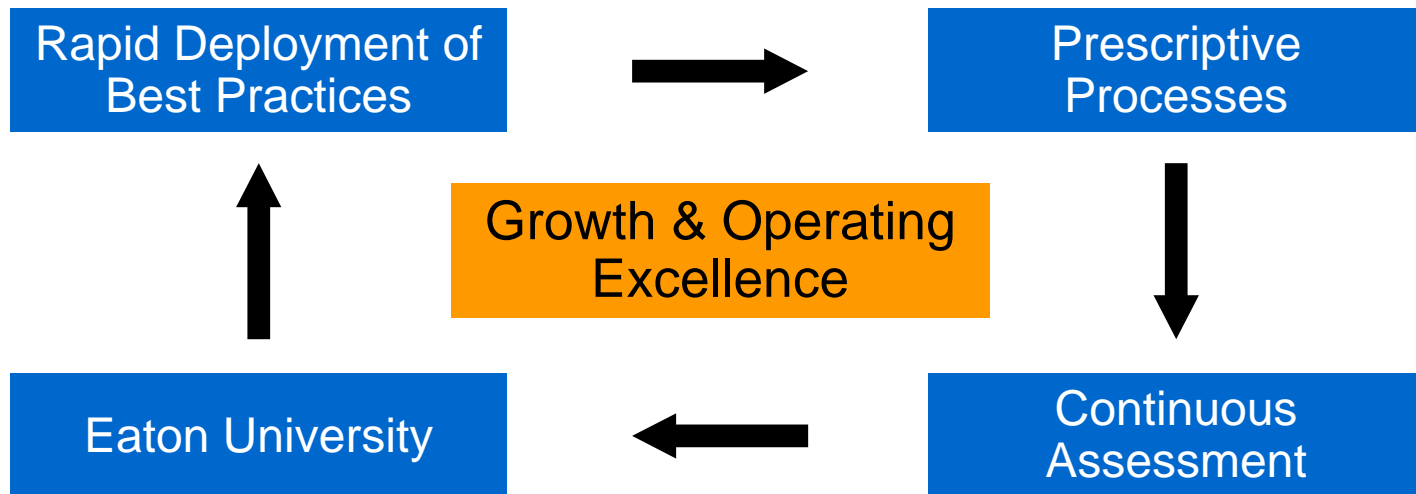 Rapid Deployment of
Best Practices
Prescriptive
Processes
Growth & Operating
Excellence
Eaton University
Continuous
Assessment